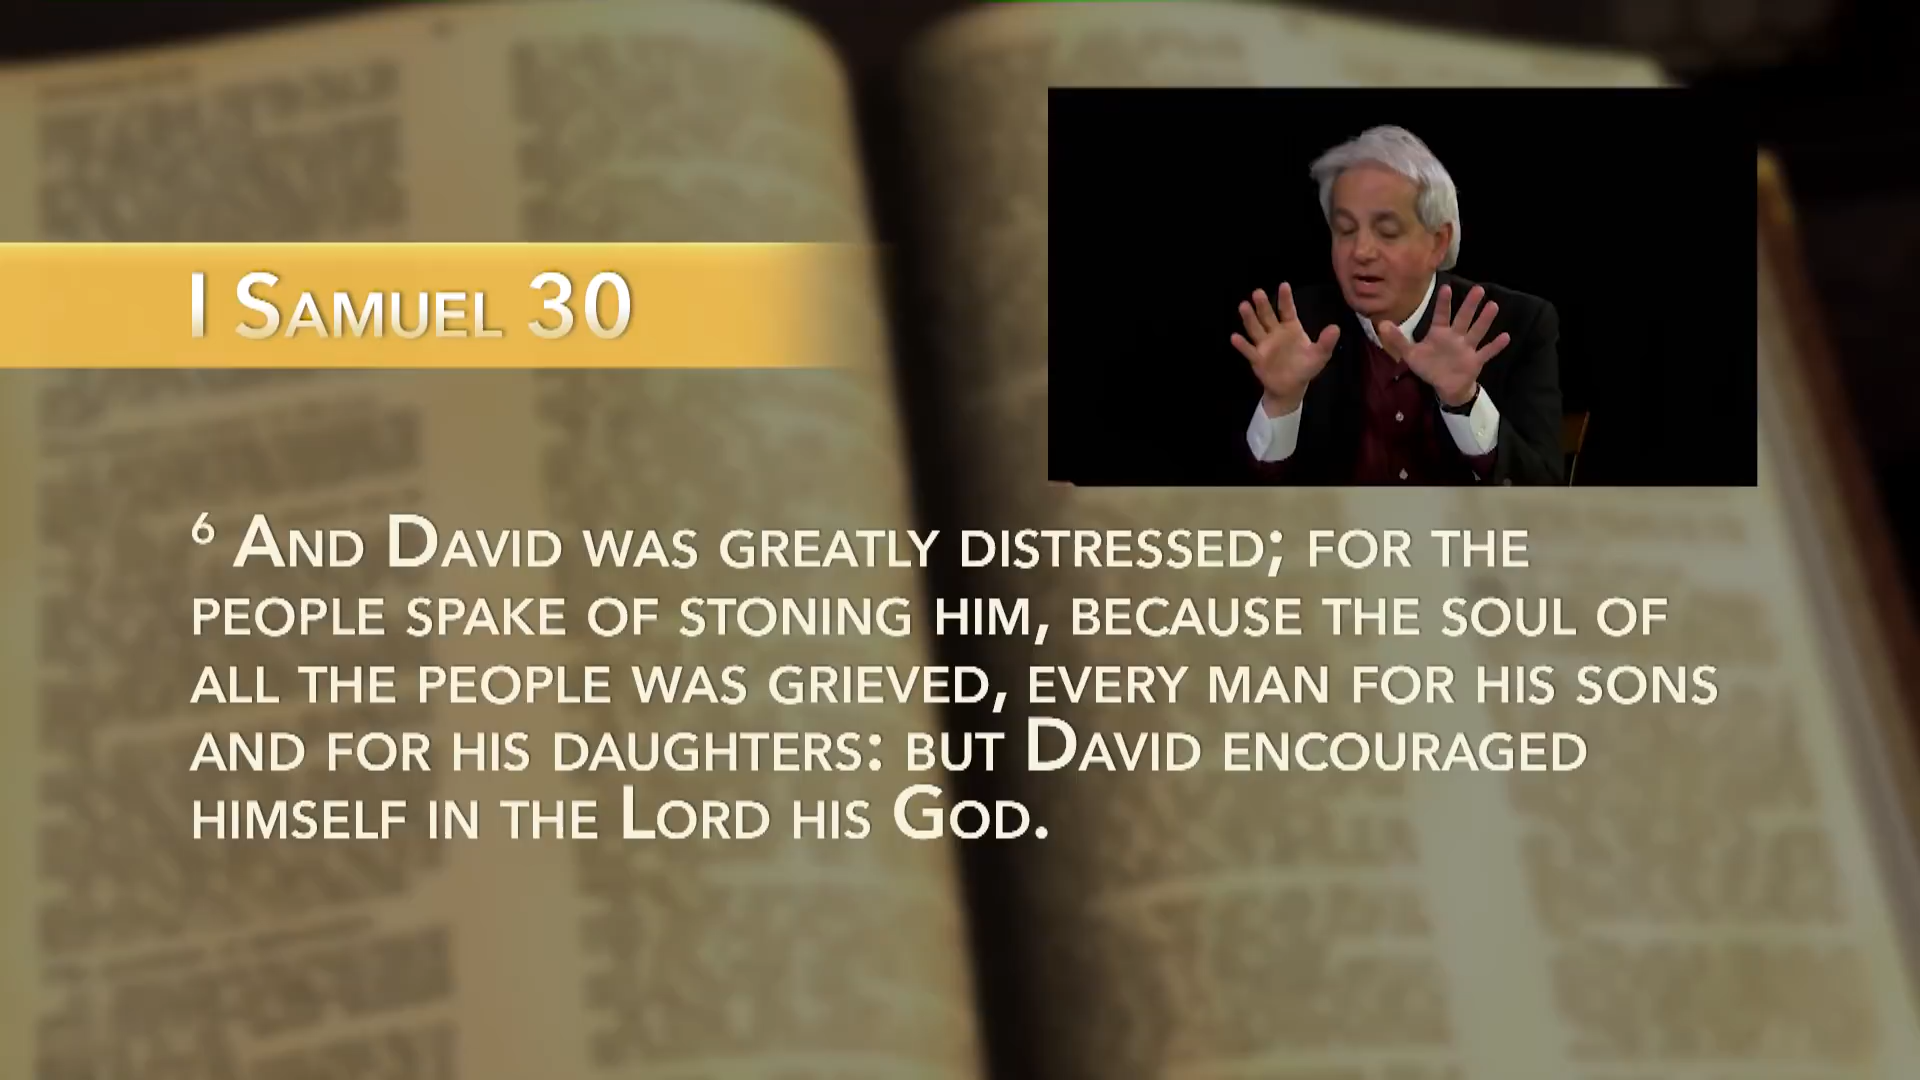 I Samuel 30
6 And David was greatly distressed; for the
people spake of stoning him, because the soul of
all the people was grieved, every man for his sons
and for his daughters: but David encouraged
himself in the Lord his God.